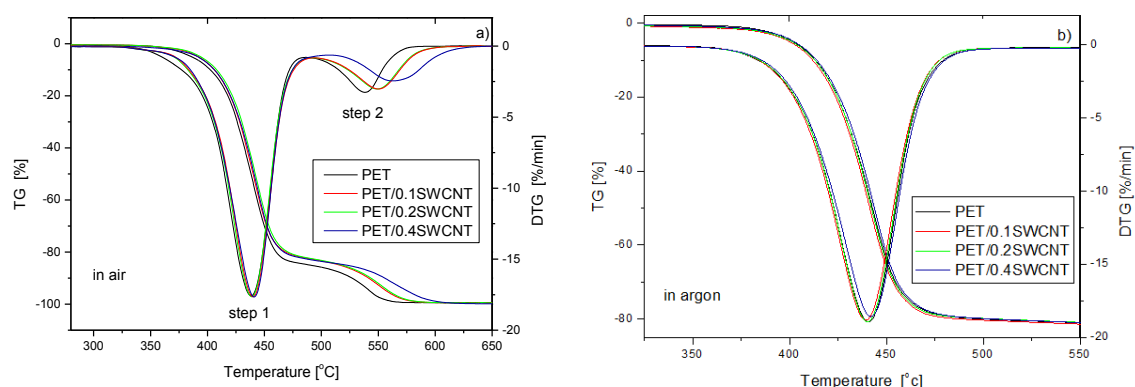 a)
TG [%]
0
-20
-40
-60
-80
-100
step 2
PET
PET/0.1SWCNT
PET/0.2SWCNT
PET/0.4SWCNT
in air
step 1
0
-5
-10
-15
-20
DTG [%/min]
300 350 400 450 500 550 600 650
Temperature [°C]
b)
TG [%]
0
-20
-40
-60
-80
PET
PET/0.1SWCNT
PET/0.2SWCNT
PET/0.4SWCNT
in argon
0
-5
-10
-15
-20
DTG [%/min]
350 400 450 500 550
Temperature [°c]